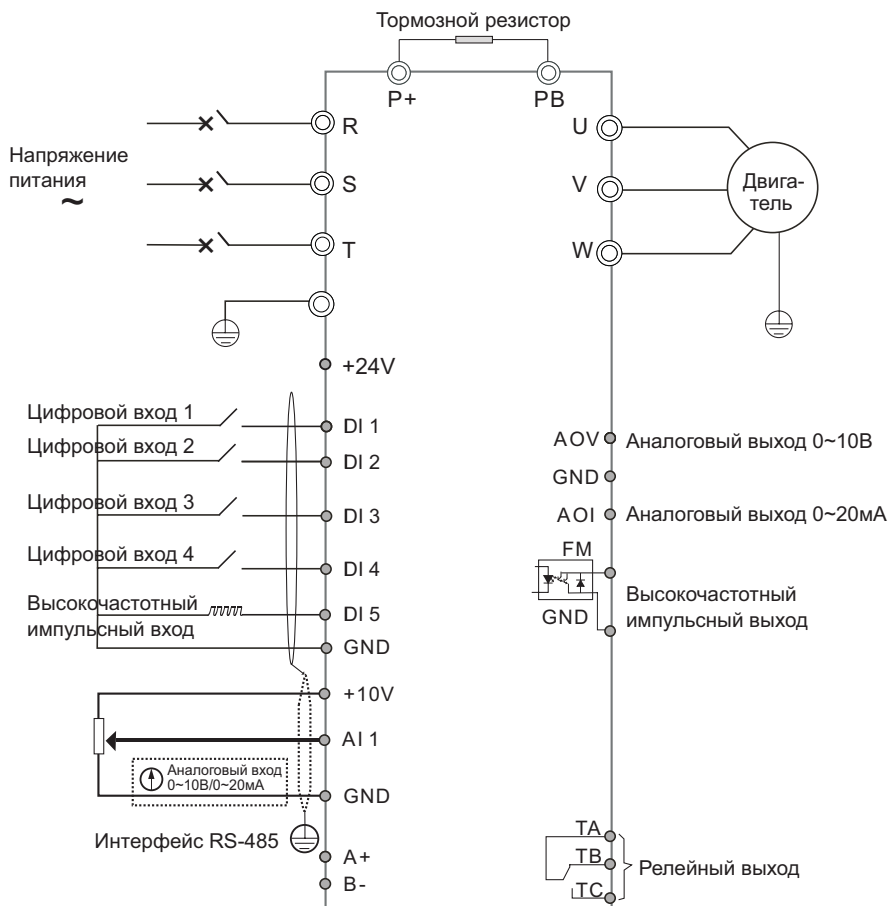 Тормозной резистор
P+
PB
R
U
Напряжение
питания
~
S
V
Двига-
тель
T
W
+24V
Цифровой вход 1
DI 1
Цифровой вход 2
DI 2
AOV
Аналоговый выход 0~10В
GND
Цифровой вход 3
DI 3
AOI
Аналоговый выход 0~20мА
Цифровой вход 4
DI 4
FM
Высокочастотный
импульсный вход
DI 5
GND
Высокочастотный
импульсный выход
GND
+10V
AI 1
Аналоговый вход
0~10В/0~20мА
GND
Интерфейс RS-485
A+
B-
TA
TB
TC
Релейный выход